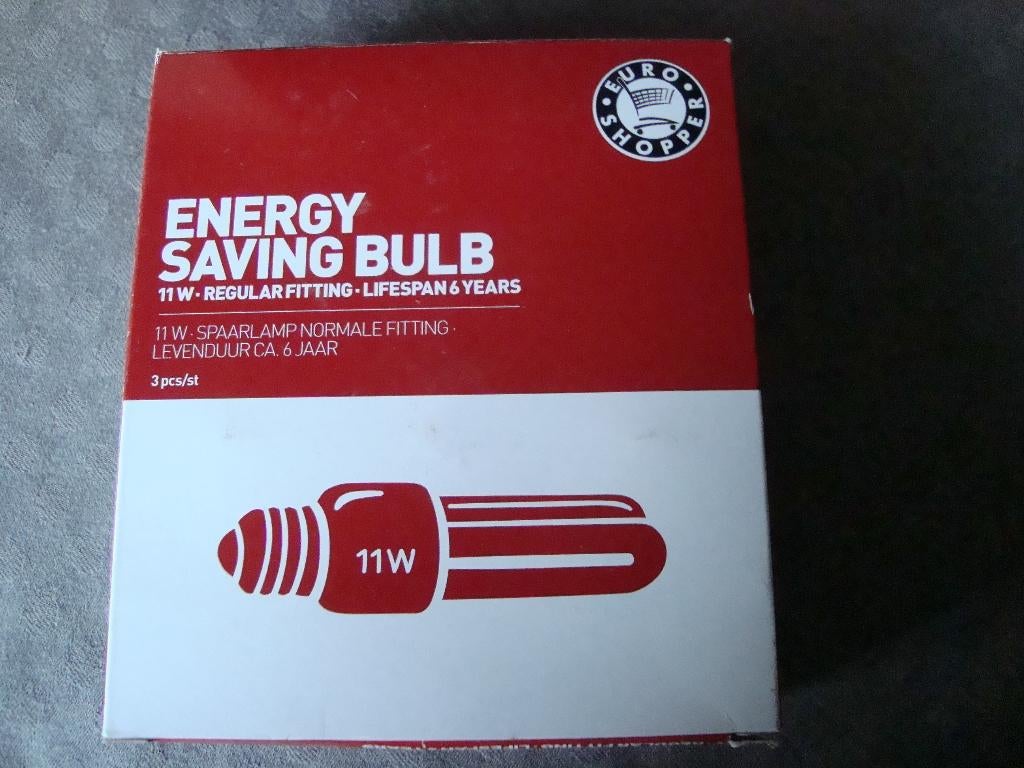 EURO
SHOPPER
ENERGY
SAVING BULB
11 W · REGULAR FITTING · LIFESPAN 6 YEARS
11 W · SPAARLAMP NORMALE FITTING ·
LEVENDUUR CA. 6 JAAR
3 pcs/st
11W